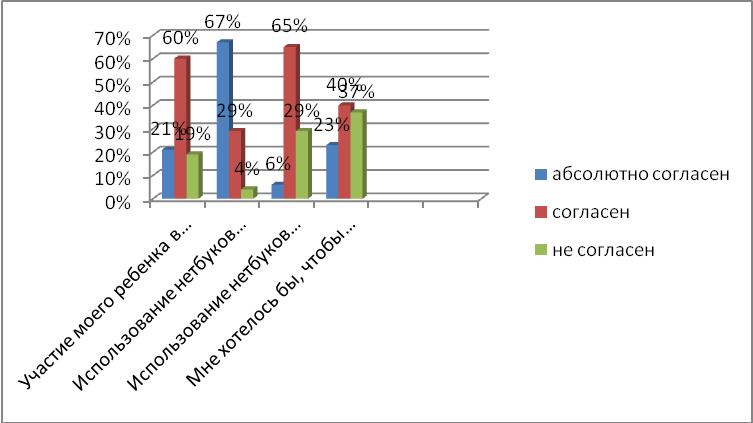 70%
60%
50%
40%
30%
20%
10%
0%
21%
60%
19%
67%
29%
4%
6%
65%
29%
23%
40%
37%
Участие моего ребенка в...
Использование нетбуков...
Использование нетбуков...
Мне хотелось бы, чтобы...
абсолютно согласен
согласен
не согласен